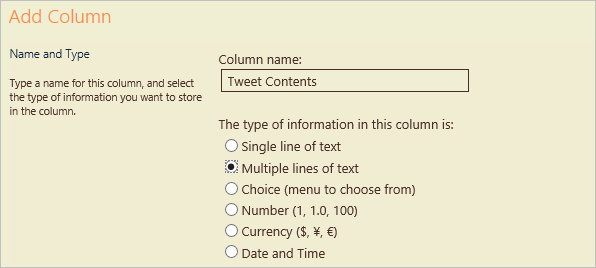 Add Column
Name and Type
Type a name for this column, and select
the type of information you want to store
in the column.
Column name:
Tweet Contents
The type of information in this column is:
Single line of text
Multiple lines of text
Choice (menu to choose from)
Number (1, 1.0, 100)
Currency ($, ¥, €)
Date and Time